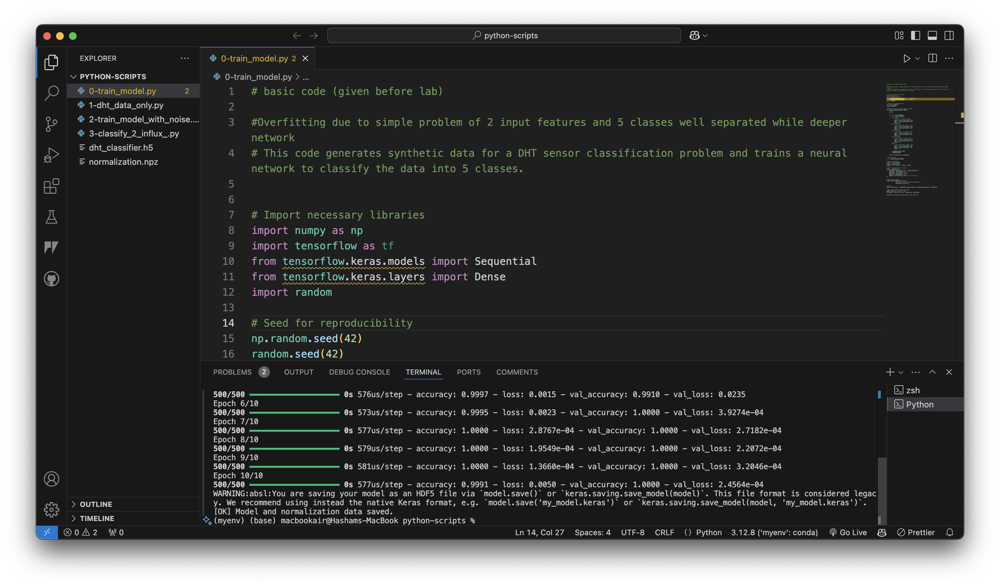 python-scripts
EXPLORER
PYTHON-SCRIPTS
0-train_model.py 2
1-dht_data_only.py
2-train_model_with_noise....
3-classify_2_influx_.py
dht_classifier.h5
normalization.npz
OUTLINE
TIMELINE
0-train_model.py 2
0-train_model.py > ...
1 # basic code (given before lab)
2
3 #Overfitting due to simple problem of 2 input features and 5 classes well separated while deeper
network
4 # This code generates synthetic data for a DHT sensor classification problem and trains a neural
network to classify the data into 5 classes.
5
6
7 # Import necessary libraries
8 import numpy as np
9 import tensorflow as tf
10 from tensorflow.keras.models import Sequential
11 from tensorflow.keras.layers import Dense
12 import random
13
14 # Seed for reproducibility
15 np.random.seed(42)
16 random.seed(42)
PROBLEMS 2 OUTPUT DEBUG CONSOLE TERMINAL PORTS COMMENTS
500/500 0s 576us/step - accuracy: 0.9997 - loss: 0.0015 - val_accuracy: 0.9910 - val_loss: 0.0235
Epoch 6/10
500/500 0s 573us/step - accuracy: 0.9995 - loss: 0.0023 - val_accuracy: 1.0000 - val_loss: 3.9274e-04
Epoch 7/10
500/500 0s 577us/step - accuracy: 1.0000 - loss: 2.8767e-04 - val_accuracy: 1.0000 - val_loss: 2.7182e-04
Epoch 8/10
500/500 0s 579us/step - accuracy: 1.0000 - loss: 1.9549e-04 - val_accuracy: 1.0000 - val_loss: 2.2072e-04
Epoch 9/10
500/500 0s 581us/step - accuracy: 1.0000 - loss: 1.3660e-04 - val_accuracy: 1.0000 - val_loss: 3.2046e-04
Epoch 10/10
500/500 0s 577us/step - accuracy: 0.9991 - loss: 0.0050 - val_accuracy: 1.0000 - val_loss: 2.4564e-04
WARNING:absl:You are saving your model as an HDF5 file via `model.save()` or `keras.saving.save_model(model)`. This file format is considered legac
y. We recommend using instead the native Keras format, e.g. `model.save('my_model.keras')` or `keras.saving.save_model(model, 'my_model.keras')`.
[OK] Model and normalization data saved.
(myenv) (base) macbookair@Hashams-MacBook python-scripts %
zsh
Python
0 2 0 Ln 14, Col 27 Spaces: 4 UTF-8 CRLF {} Python 3.12.8 ('myenv': conda) Go Live Prettier